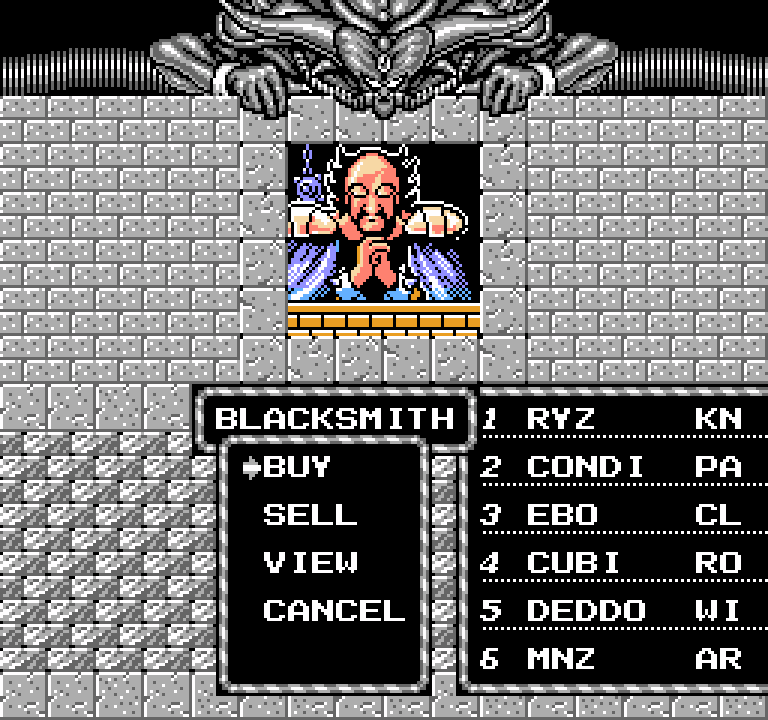 BLACKSMITH
BUY
SELL
VIEW
CANCEL
1 RYZ KN
2 CONDI PA
3 EBO CL
4 CUBI RO
5 DEDDO WI
6 MNZ AR